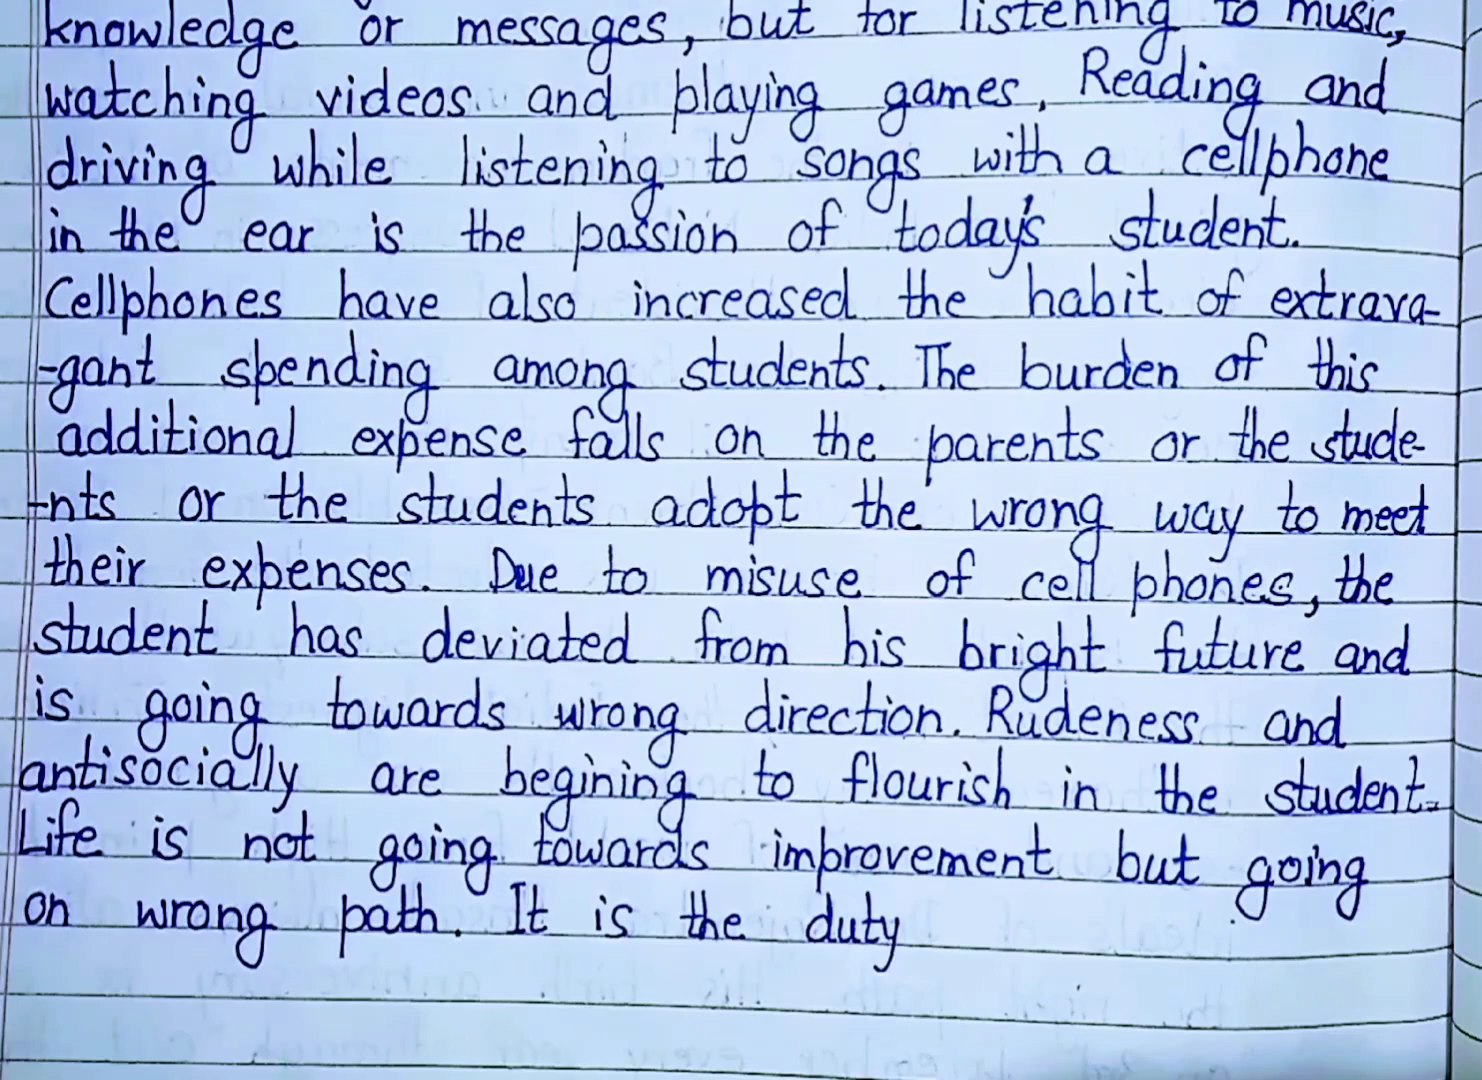 knowledge or messages, but for listening to music,
watching videos and playing games. Reading and
driving while listening to songs with a cellphone
in the ear is the passion of today's student.
Cellphones have also increased the habit of extrava-
-gant spending among students. The burden of this
additional expense falls on the parents or the stude-
-nts or the students adopt the wrong way to meet
their expenses. Due to misuse of cell phones, the
student has deviated from his bright future and
is going towards wrong direction. Rudeness and
antisocially are begining to flourish in the student.
Life is not going towards improvement but going
on wrong path. It is the duty